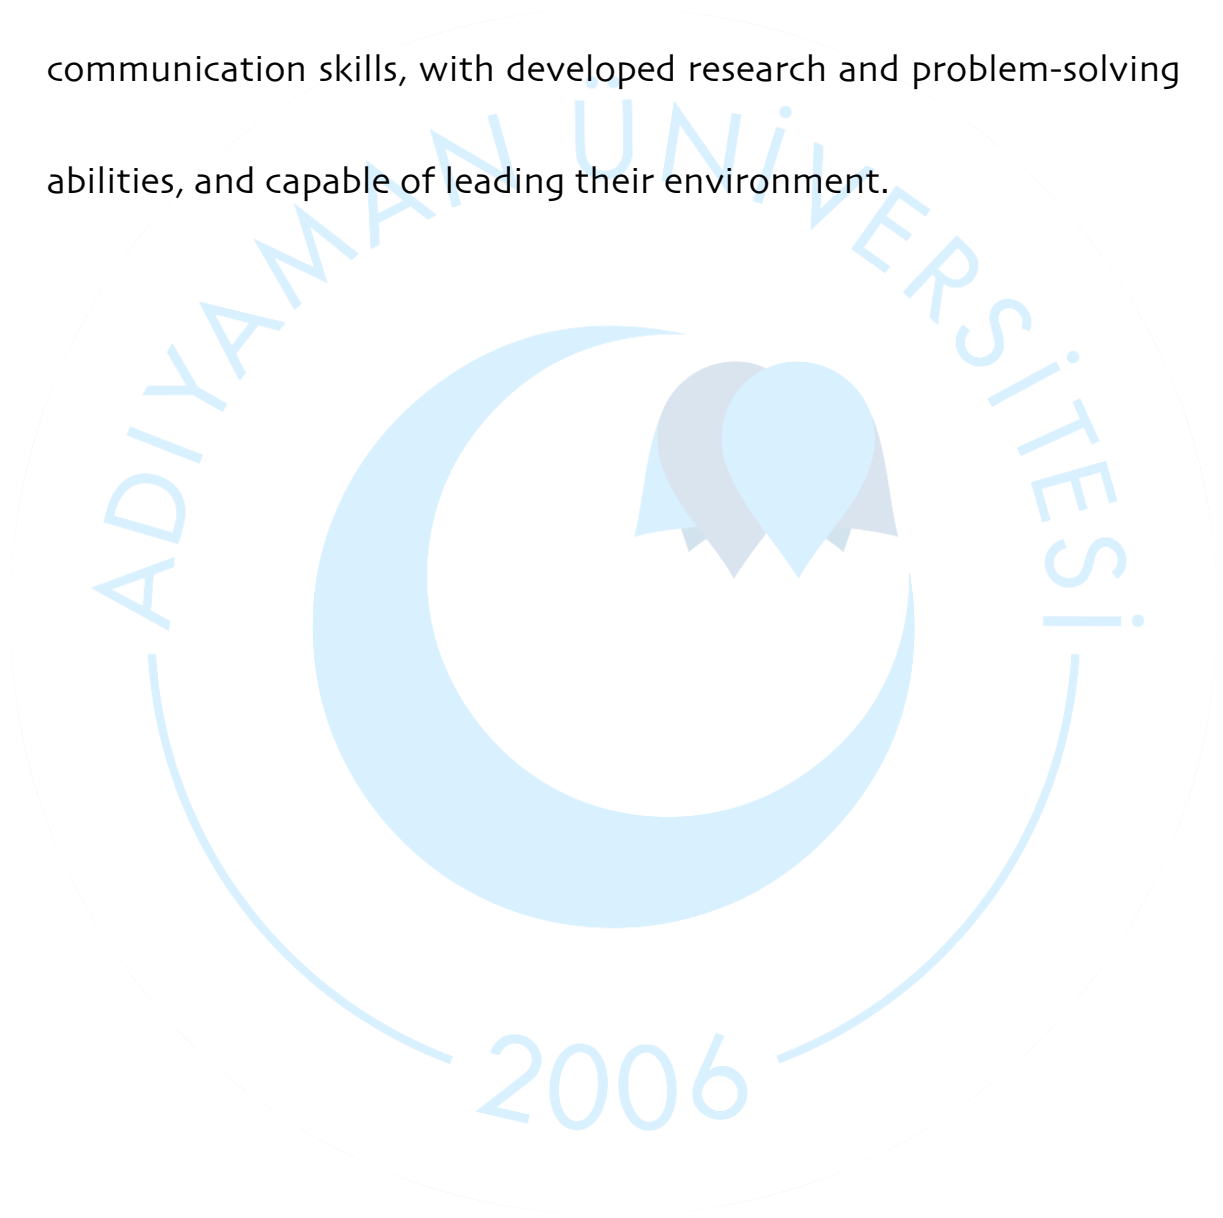 communication skills, with developed research and problem-solving
abilities, and capable of leading their environment.
ADIYAMAN ÜNİVERSİTESİ
2006